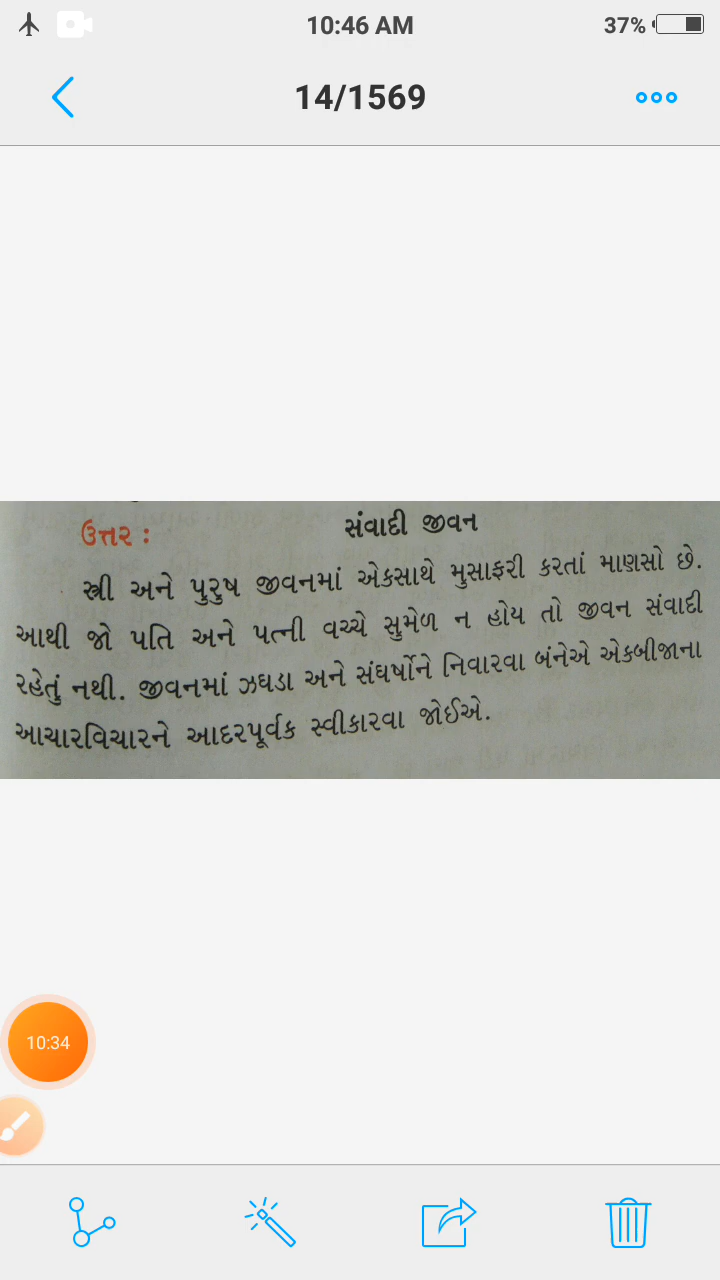 10:46 AM
37%
14/1569
ઉત્તર :
સંવાદી જીવન
સ્ત્રી અને પુરુષ જીવનમાં એકસાથે મુસાફરી કરતાં માણસો છે.
આથી જો પતિ અને પત્ની વચ્ચે સુમેળ ન હોય તો જીવન સંવાદી
રહેતું નથી. જીવનમાં ઝઘડા અને સંઘર્ષોને નિવારવા બંનેએ એકબીજાના
આચારવિચારને આદરપૂર્વક સ્વીકારવા જોઈએ.
10:34